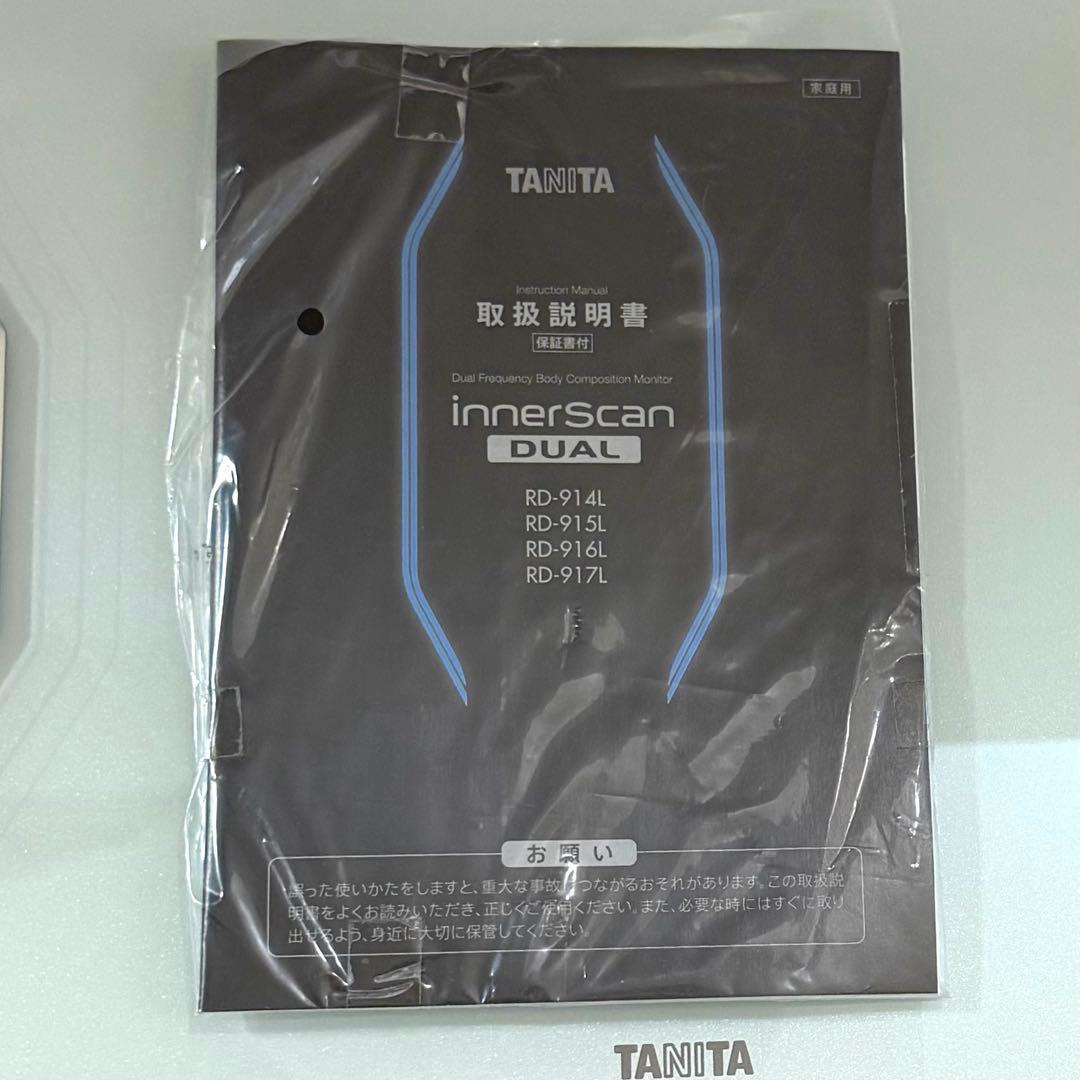 家庭用
TANITA
Instruction Manual
取扱説明書
保証書付
Dual Frequency Body Composition Monitor
innerScan
DUAL
RD-914L
RD-915L
RD-916L
RD-917L
お願い
誤った使いかたをしますと、重大な事故につながるおそれがあります。この取扱説
明書をよくお読みいただき、正しくご使用ください。また、必要な時にはすぐに取り
出せるよう、身近に大切に保管してください。
TANITA